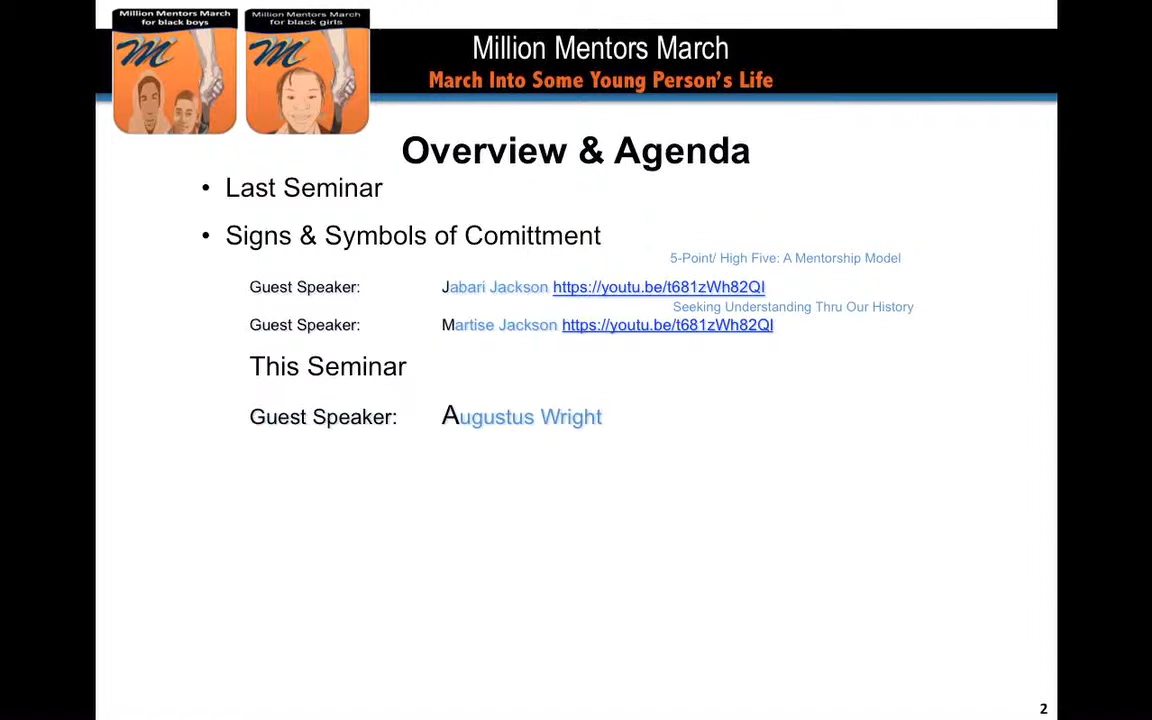 Million Mentors March
for black boys
Million Mentors March
for black girls
M
M
Million Mentors March
March Into Some Young Person's Life
Overview & Agenda
• Last Seminar
• Signs & Symbols of Comittment
5-Point/ High Five: A Mentorship Model
Guest Speaker: Jabari Jackson https://youtu.be/t681zWh82QI
Seeking Understanding Thru Our History
Guest Speaker: Martise Jackson https://youtu.be/t681zWh82QI
This Seminar
Guest Speaker: Augustus Wright
2